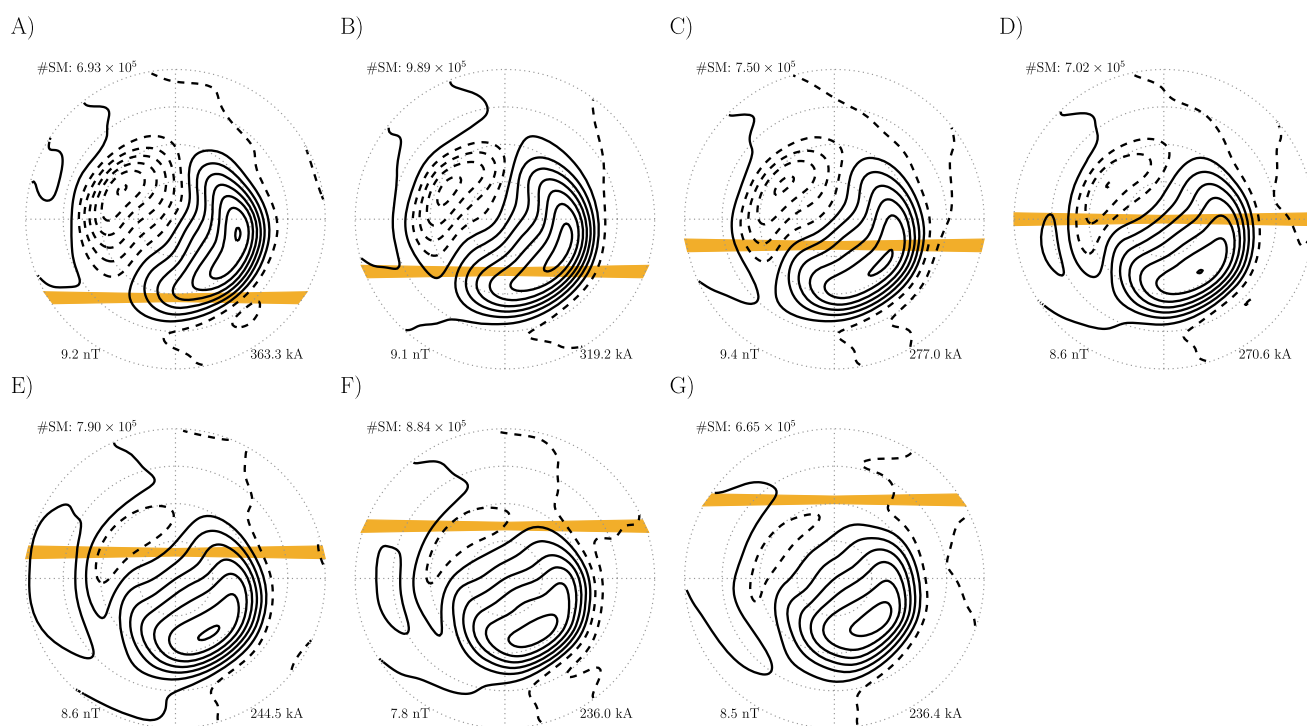 A)
B)
C)
D)
#SM: 6.93 × 10⁵
#SM: 9.89 × 10⁵
#SM: 7.50 × 10⁵
#SM: 7.02 × 10⁵
9.2 nT
363.3 kA
9.1 nT
319.2 kA
9.4 nT
277.0 kA
8.6 nT
270.6 kA
E)
F)
G)
#SM: 7.90 × 10⁵
#SM: 8.84 × 10⁵
#SM: 6.65 × 10⁵
8.6 nT
244.5 kA
7.8 nT
236.0 kA
8.5 nT
236.4 kA